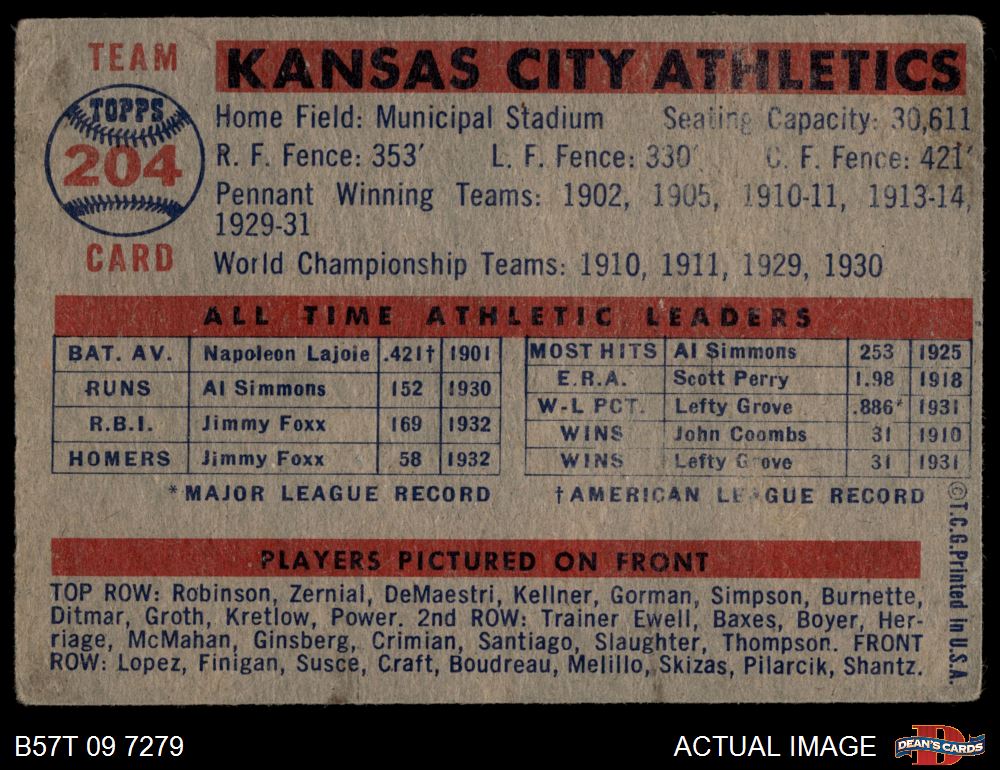 TEAM
TOPPS
204
CARD
KANSAS CITY ATHLETICS
Home Field: Municipal Stadium Seating Capacity: 30,611
R. F. Fence: 353′ L. F. Fence: 330′ C. F. Fence: 421′
Pennant Winning Teams: 1902, 1905, 1910-11, 1913-14,
1929-31
World Championship Teams: 1910, 1911, 1929, 1930
ALL TIME ATHLETIC LEADERS
BAT. AV. Napoleon Lajoie .421† 1901
RUNS Al Simmons 152 1930
R.B.I. Jimmy Foxx 169 1932
HOMERS Jimmy Foxx 58 1932
MOST HITS Al Simmons 253 1925
E.R.A. Scott Perry 1.98 1918
W-L PCT. Lefty Grove .886* 1931
WINS John Coombs 31 1910
WINS Lefty Grove 31 1931
*MAJOR LEAGUE RECORD †AMERICAN LEAGUE RECORD
©T.C.G. Printed in U.S.A.
PLAYERS PICTURED ON FRONT
TOP ROW: Robinson, Zernial, DeMaestri, Kellner, Gorman, Simpson, Burnette,
Ditmar, Groth, Kretlow, Power. 2nd ROW: Trainer Ewell, Baxes, Boyer, Her-
riage, McMahan, Ginsberg, Crimian, Santiago, Slaughter, Thompson. FRONT
ROW: Lopez, Finigan, Susce, Craft, Boudreau, Melillo, Skizas, Pilarcik, Shantz.
B57T 09 7279
ACTUAL IMAGE
D
DEAN'S CARDS